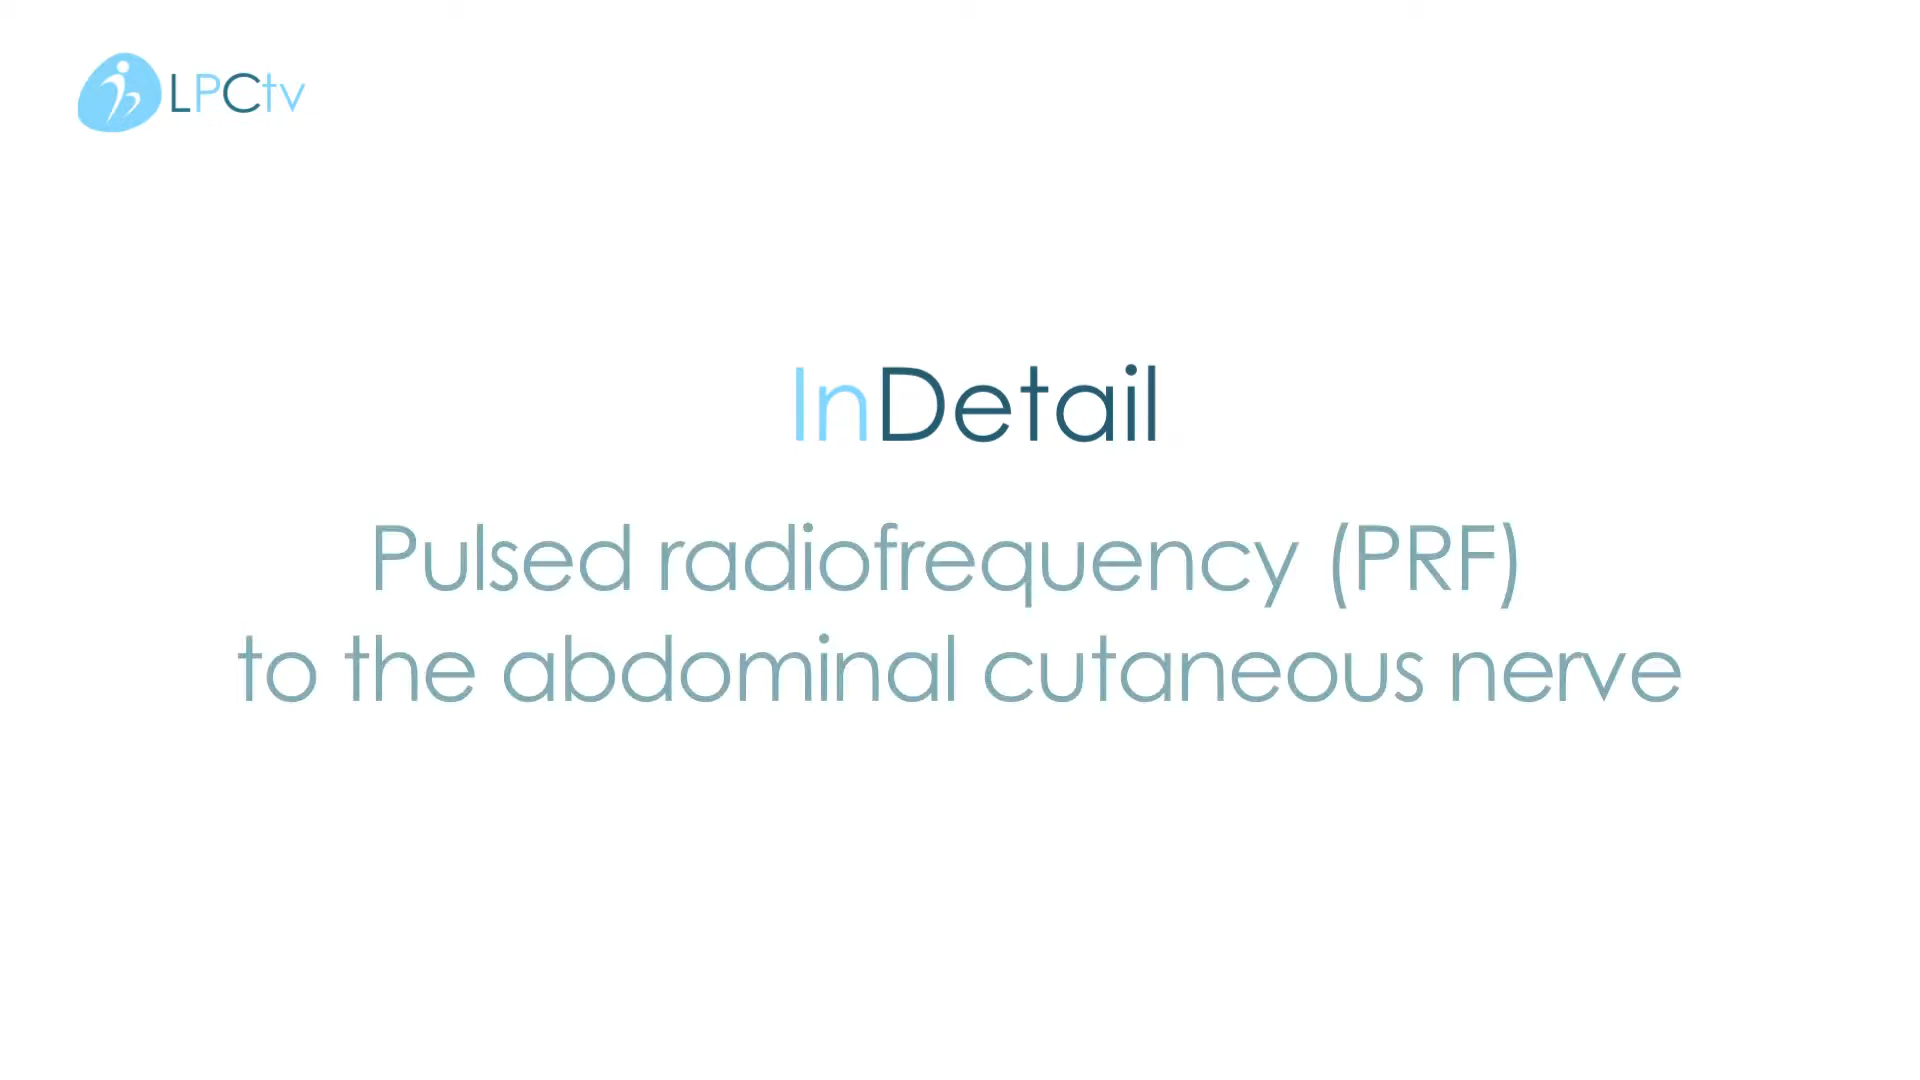 LPCtv
InDetail
Pulsed radiofrequency (PRF)
to the abdominal cutaneous nerve